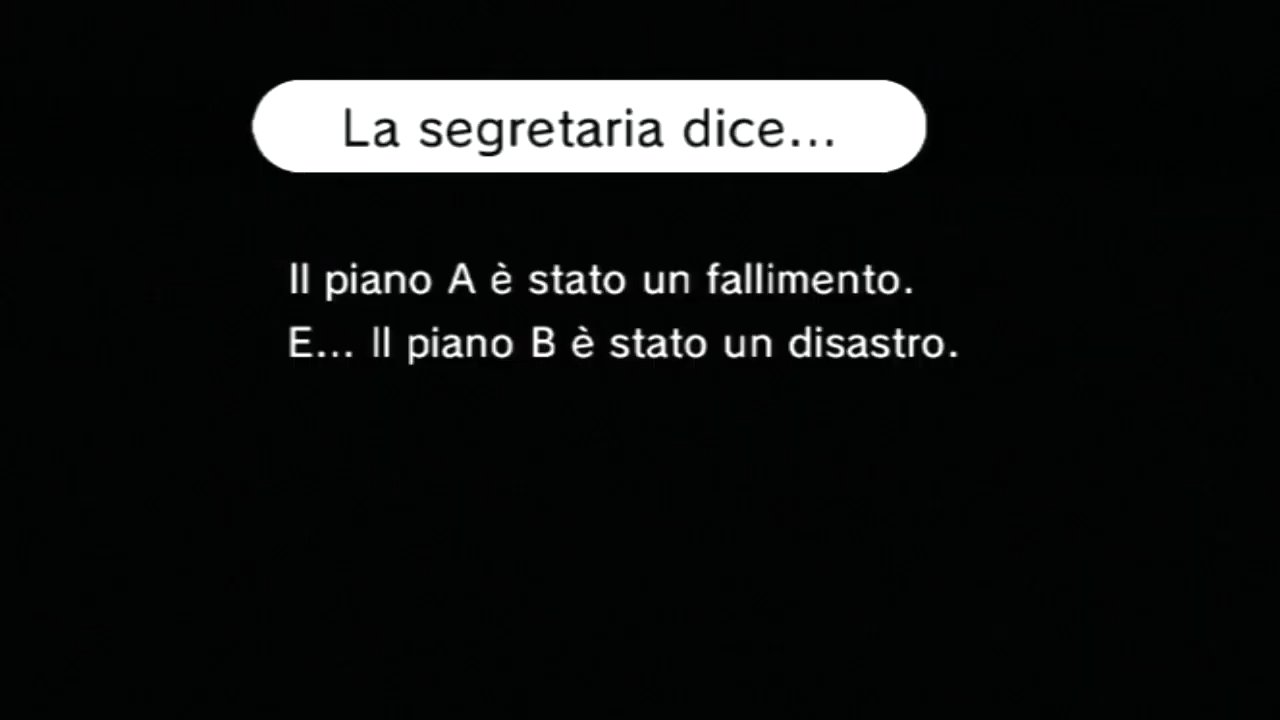 La segretaria dice...
Il piano A è stato un fallimento.
E... Il piano B è stato un disastro.